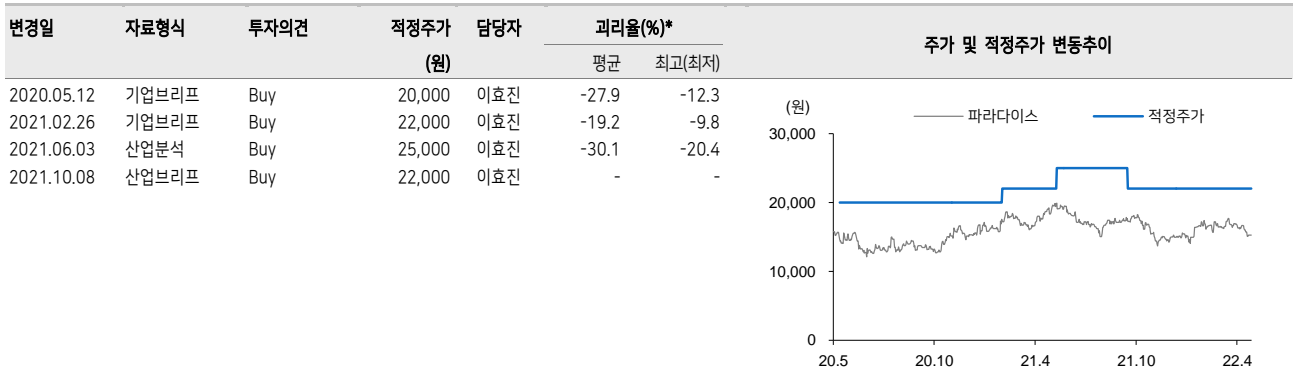 변경일 자료형식 투자의견 적정주가 담당자 괴리율(%)*
(원) 평균 최고(최저)
2020.05.12 기업브리프 Buy 20,000 이효진 -27.9 -12.3
2021.02.26 기업브리프 Buy 22,000 이효진 -19.2 -9.8
2021.06.03 산업분석 Buy 25,000 이효진 -30.1 -20.4
2021.10.08 산업브리프 Buy 22,000 이효진 - -
주가 및 적정주가 변동추이
(원)
파라다이스 적정주가
30,000
20,000
10,000
0
20.5 20.10 21.4 21.10 22.4